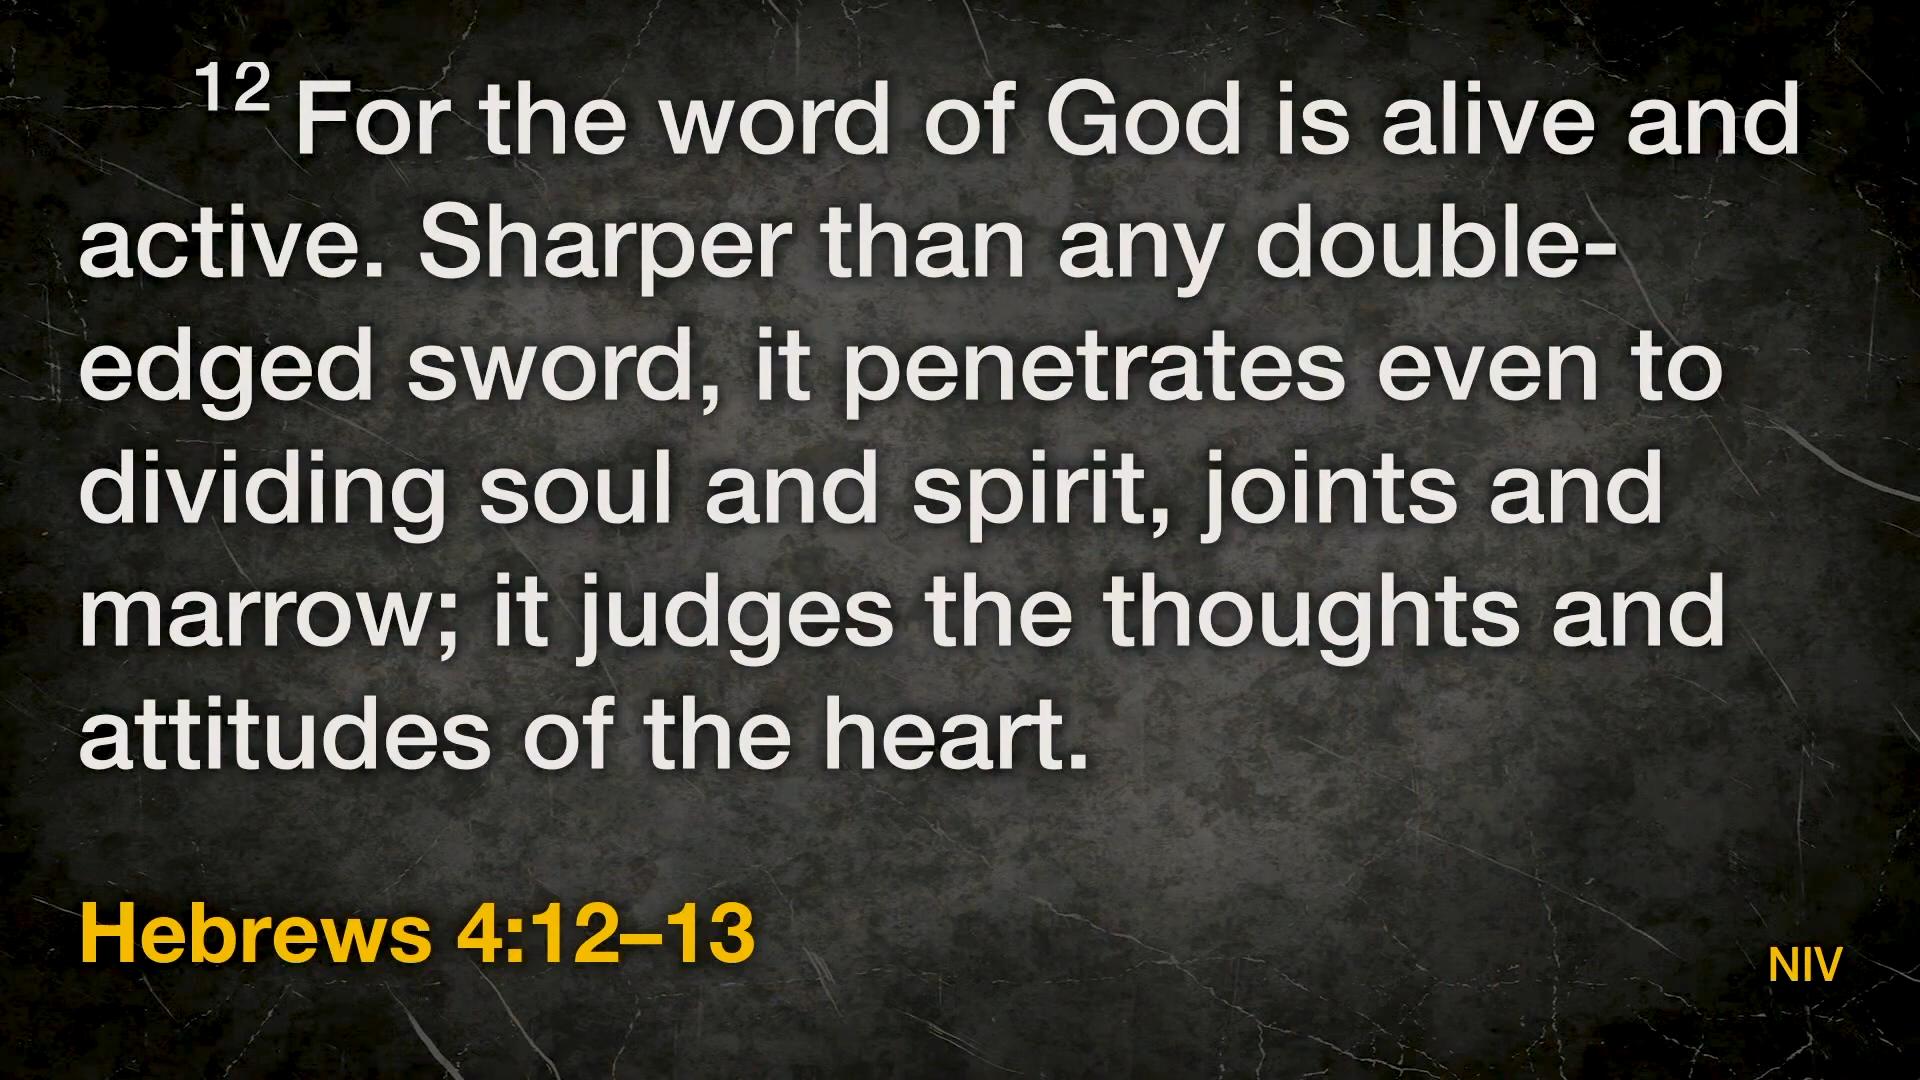 12 For the word of God is alive and
active. Sharper than any double-
edged sword, it penetrates even to
dividing soul and spirit, joints and
marrow; it judges the thoughts and
attitudes of the heart.
Hebrews 4:12–13
NIV